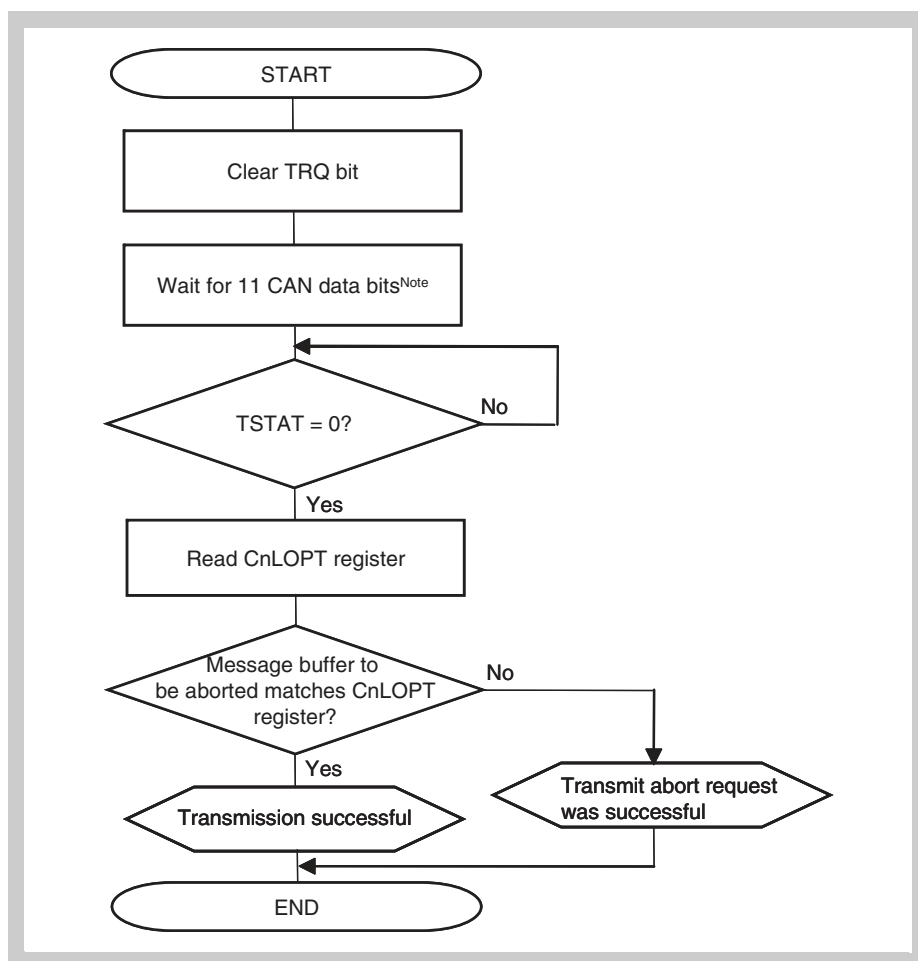 START
Clear TRQ bit
Wait for 11 CAN data bitsNote
No
TSTAT = 0?
Yes
Read CnLOPT register
Message buffer to
be aborted matches CnLOPT
register?
No
Yes
Transmit abort request
was successful
Transmission successful
END